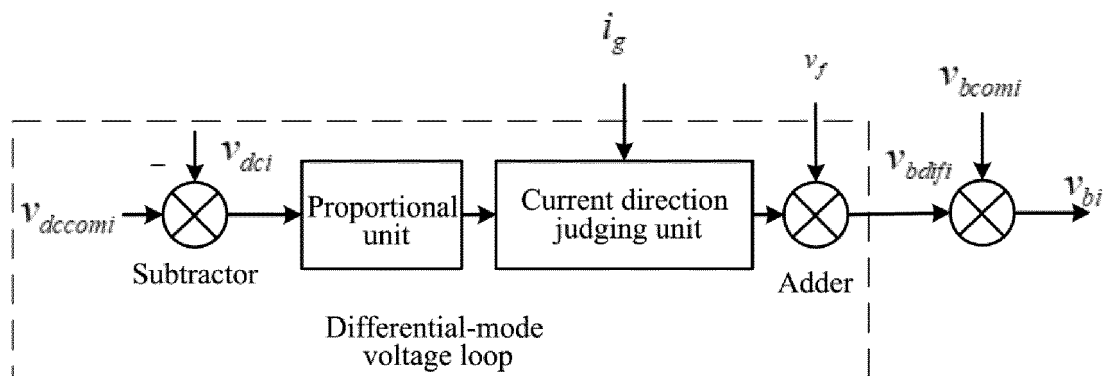 i_g
v_f
v_bcomi
–
v_dci
v_bdifi
v_dccomi
Proportional
unit
Current direction
judging unit
v_bi
Subtractor
Adder
Differential-mode
voltage loop